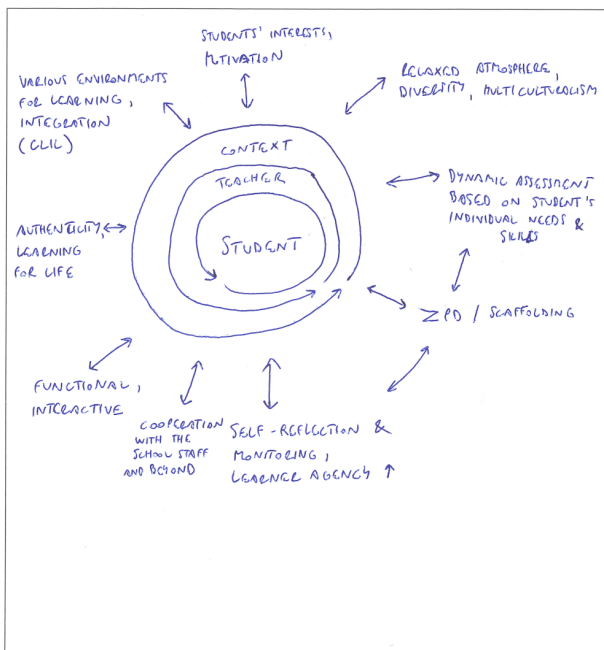 STUDENTS' INTERESTS,
MOTIVATION
VARIOUS ENVIRONMENTS
FOR LEARNING,
INTEGRATION
(CLIL)
RELAXED ATMOSPHERE,
DIVERSITY, MULTICULTURALISM
CONTEXT
TEACHER
STUDENT
DYNAMIC ASSESSMENT
BASED ON STUDENT'S
INDIVIDUAL NEEDS &
SKILLS
AUTHENTICITY,
LEARNING
FOR LIFE
ZPD / SCAFFOLDING
FUNCTIONAL,
INTERACTIVE
COOPERATION
WITH THE
SCHOOL STAFF
AND BEYOND
SELF-REFLECTION &
MONITORING,
LEARNER AGENCY ↑